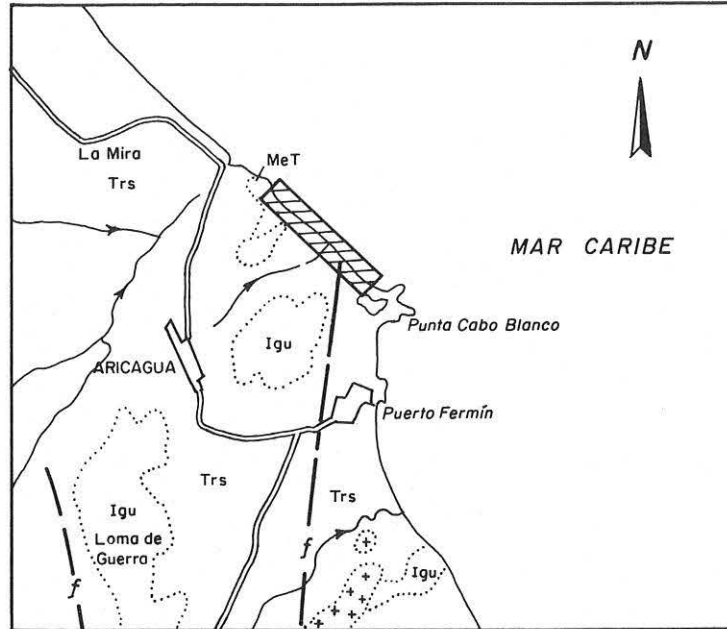 N
La Mira
Trs
MeT
MAR CARIBE
Punta Cabo Blanco
Igu
ARICAGUA
Puerto Fermín
Trs
Trs
Igu
Loma de
Guerra
f
f
Igu